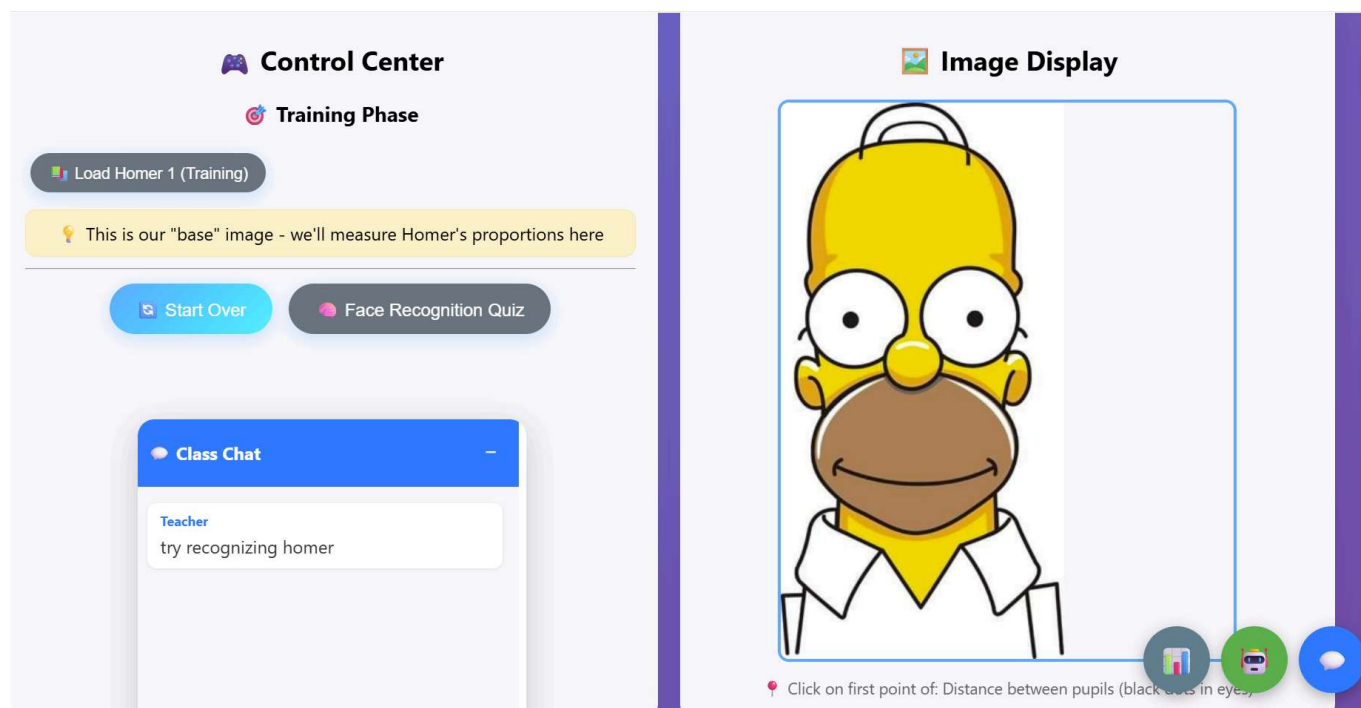 Control Center
Training Phase
Load Homer 1 (Training)
This is our "base" image - we'll measure Homer's proportions here
Start Over
Face Recognition Quiz
Class Chat
Teacher
try recognizing homer
Image Display
Click on first point of: Distance between pupils (black dots in eyes)